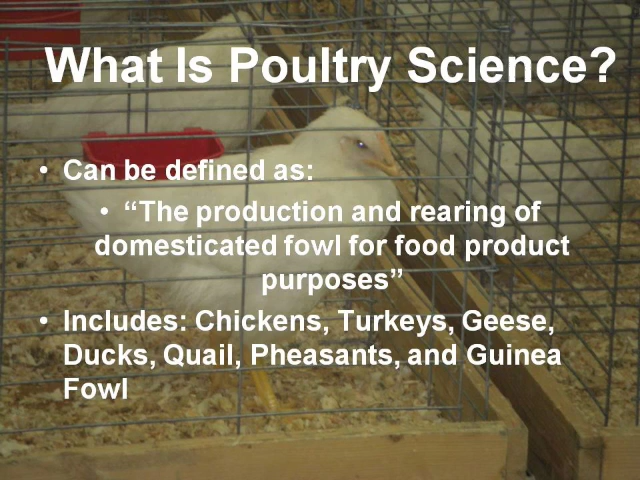 What Is Poultry Science?
• Can be defined as:
• “The production and rearing of
domesticated fowl for food product
purposes”
• Includes: Chickens, Turkeys, Geese,
Ducks, Quail, Pheasants, and Guinea
Fowl